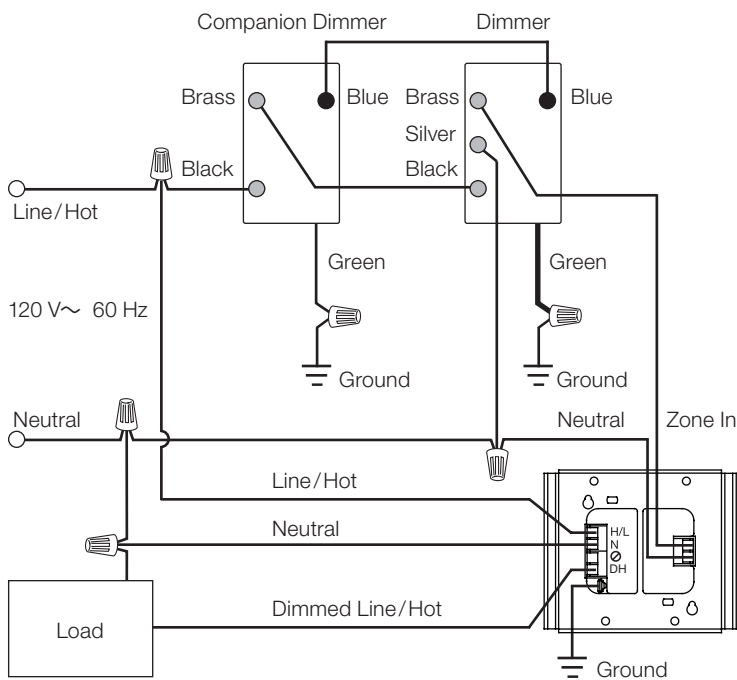 Companion Dimmer Dimmer
Brass Blue Brass Blue
Silver
Black Black
Line/Hot
Green Green
120 V~ 60 Hz
Ground Ground
Neutral Neutral Zone In
Line/Hot
H/L
Neutral N
DH
Dimmed Line/Hot
Load
Ground